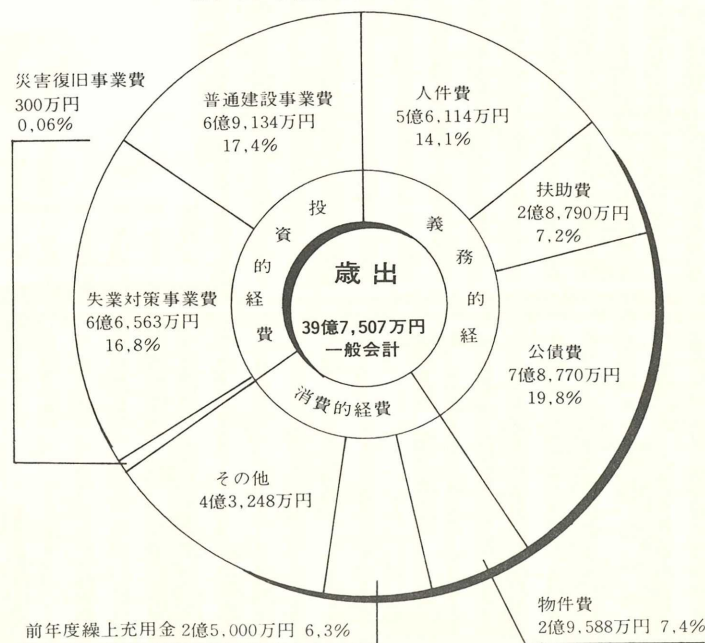 災害復旧事業費
300万円
0,06%
普通建設事業費
6億9,134万円
17,4%
人件費
5億6,114万円
14,1%
扶助費
2億8,790万円
7,2%
公債費
7億8,770万円
19,8%
物件費
2億9,588万円 7,4%
前年度繰上充用金 2億5,000万円 6,3%
その他
4億3,248万円
失業対策事業費
6億6,563万円
16,8%
投資的経費
義務的経
消費的経費
歳出
39億7,507万円
一般会計